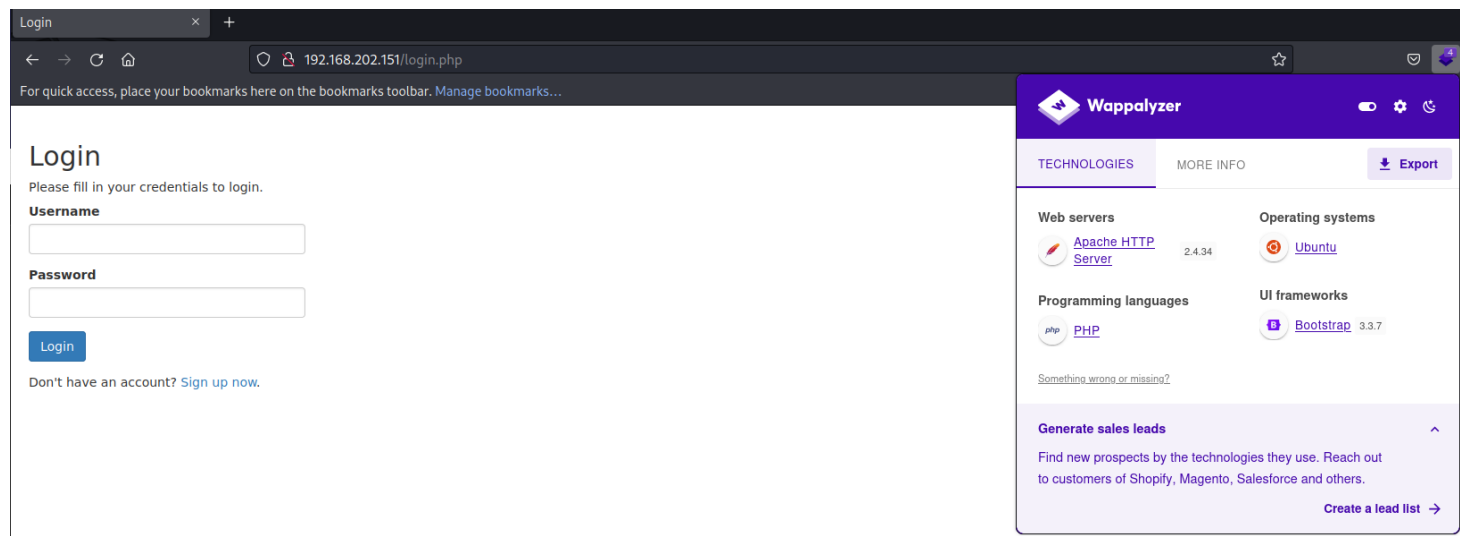 Login
192.168.202.151/login.php
4
For quick access, place your bookmarks here on the bookmarks toolbar. Manage bookmarks...
Login
Please fill in your credentials to login.
Username
Password
Login
Don't have an account? Sign up now.
W
Wappalyzer
TECHNOLOGIES
MORE INFO
Export
Web servers
Apache HTTP
Server
2.4.34
Operating systems
Ubuntu
Programming languages
php
PHP
UI frameworks
B
Bootstrap
3.3.7
Something wrong or missing?
Generate sales leads
Find new prospects by the technologies they use. Reach out
to customers of Shopify, Magento, Salesforce and others.
Create a lead list